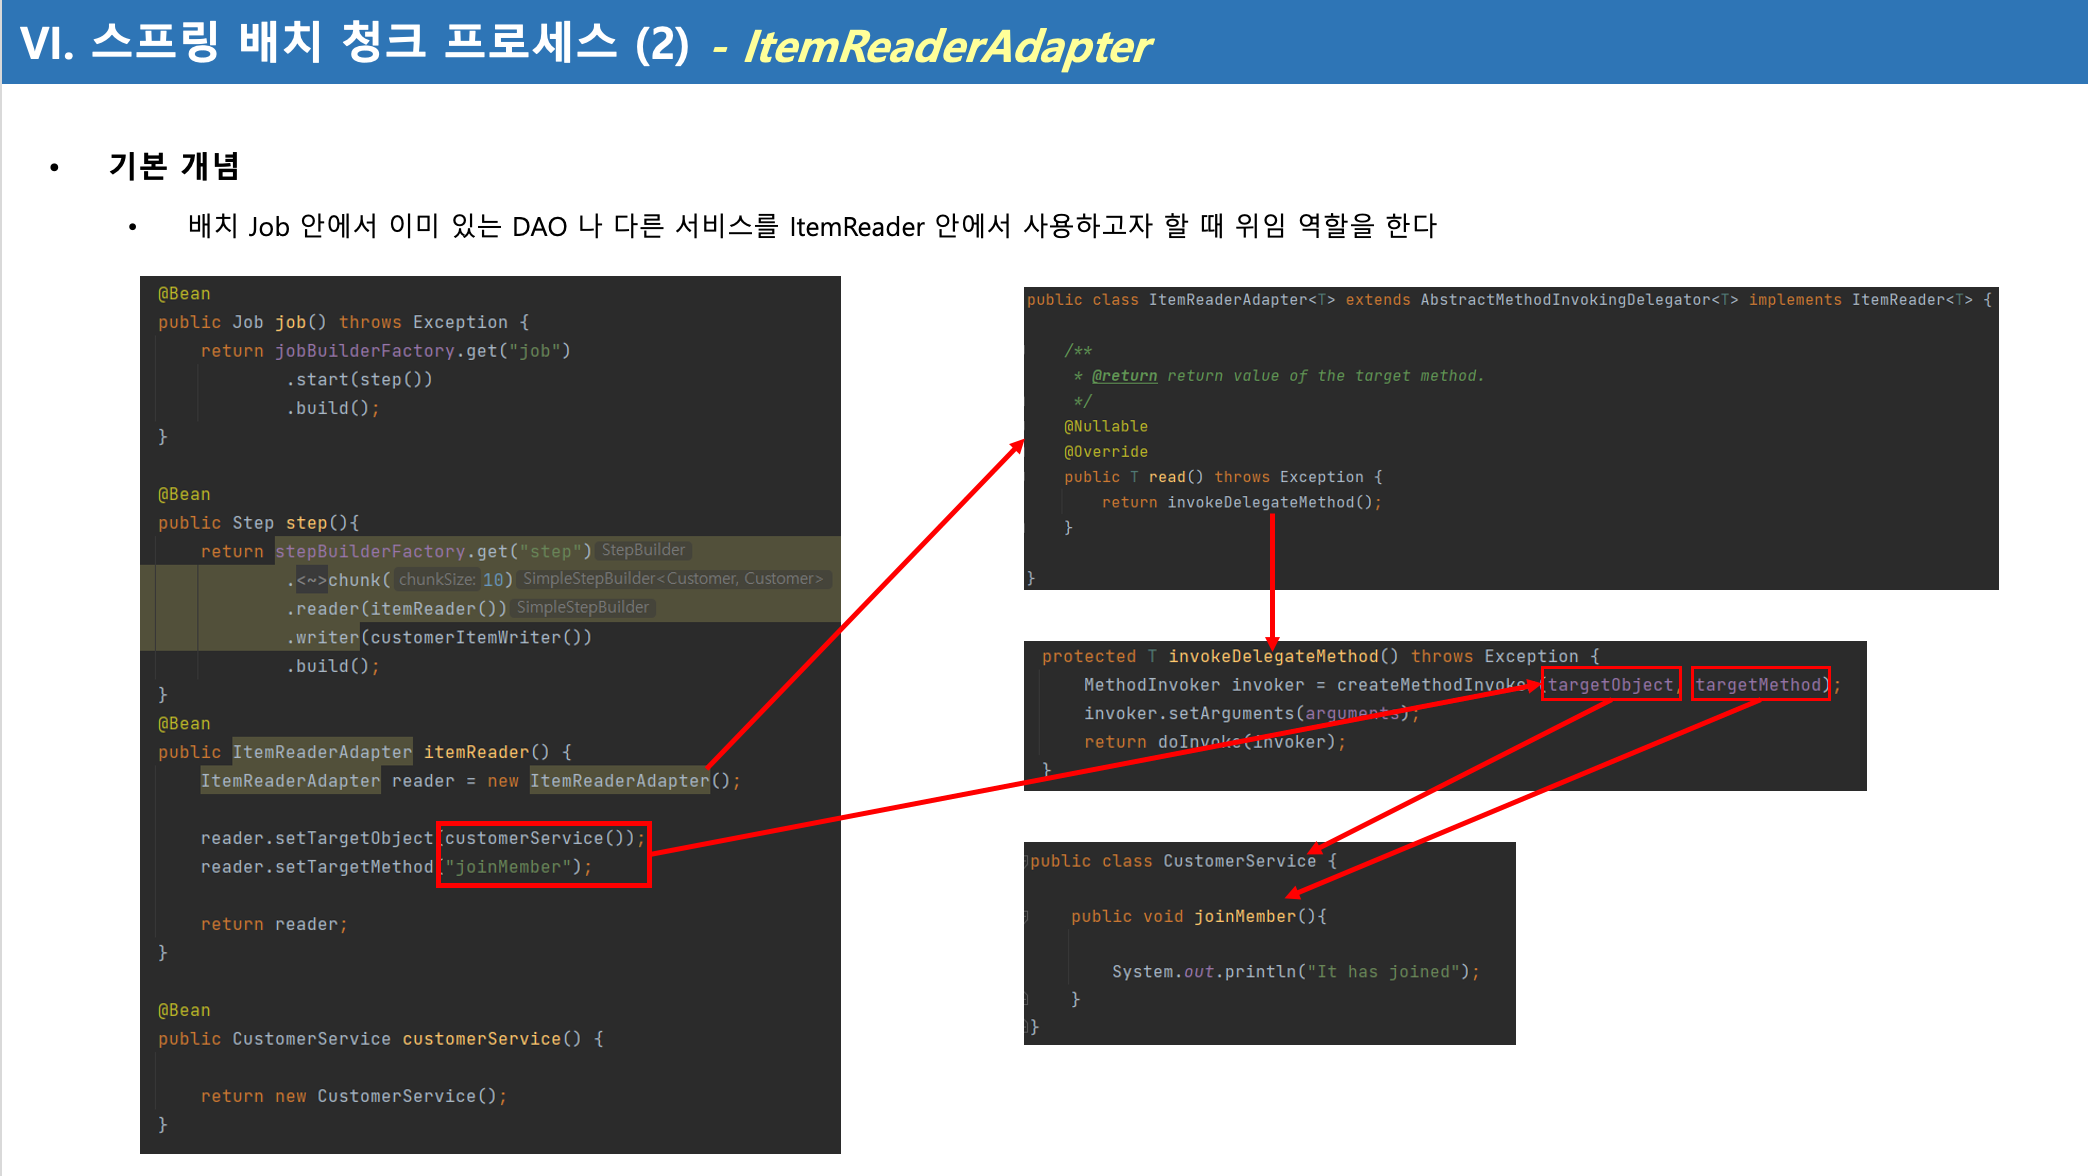 VI. 스프링 배치 청크 프로세스 (2) - ItemReaderAdapter
• 기본 개념
• 배치 Job 안에서 이미 있는 DAO 나 다른 서비스를 ItemReader 안에서 사용하고자 할 때 위임 역할을 한다
@Bean
public Job job() throws Exception {
return jobBuilderFactory.get("job")
.start(step())
.build();
}
@Bean
public Step step(){
return stepBuilderFactory.get("step") StepBuilder
.<~>chunk( chunkSize: 10) SimpleStepBuilder<Customer, Customer>
.reader(itemReader()) SimpleStepBuilder
.writer(customerItemWriter())
.build();
}
@Bean
public ItemReaderAdapter itemReader() {
ItemReaderAdapter reader = new ItemReaderAdapter();
reader.setTargetObject(customerService());
reader.setTargetMethod("joinMember");
return reader;
}
@Bean
public CustomerService customerService() {
return new CustomerService();
}
public class ItemReaderAdapter<T> extends AbstractMethodInvokingDelegator<T> implements ItemReader<T> {
/**
* @return return value of the target method.
*/
@Nullable
@Override
public T read() throws Exception {
return invokeDelegateMethod();
}
}
protected T invokeDelegateMethod() throws Exception {
MethodInvoker invoker = createMethodInvoker(targetObject, targetMethod);
invoker.setArguments(arguments);
return doInvoke(invoker);
}
public class CustomerService {
public void joinMember(){
System.out.println("It has joined");
}
}